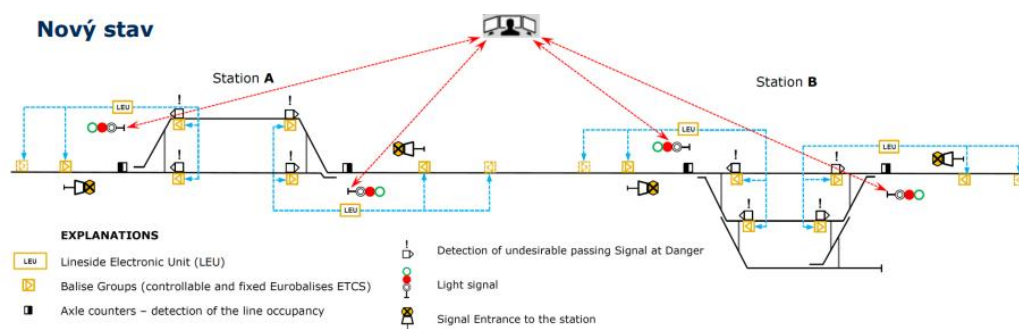 Nový stav
Station A
Station B
LEU
LEU
LEU
LEU
!
!
!
!
!
!
!
!
EXPLANATIONS
LEU Lineside Electronic Unit (LEU)
Balise Groups (controllable and fixed Eurobalises ETCS)
Axle counters – detection of the line occupancy
! Detection of undesirable passing Signal at Danger
Light signal
Signal Entrance to the station